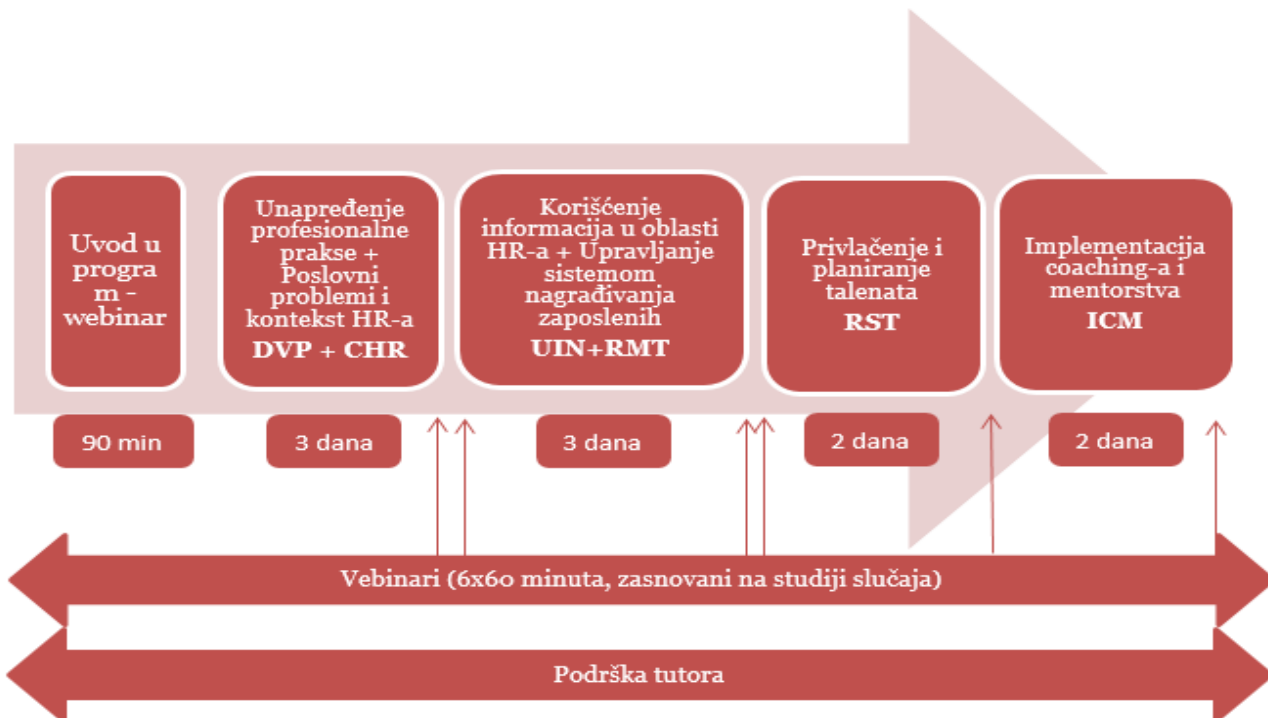 Uvod u
progra
m -
webinar
Unapređenje
profesionalne
prakse +
Poslovni
problemi i
kontekst HR-a
DVP + CHR
Korišćenje
informacija u oblasti
HR-a + Upravljanje
sistemom
nagrađivanja
zaposlenih
UIN+RMT
Privlačenje i
planiranje
talenata
RST
Implementacija
coaching-a i
mentorstva
ICM
90 min
3 dana
3 dana
2 dana
2 dana
Vebinari (6x60 minuta, zasnovani na studiji slučaja)
Podrška tutora